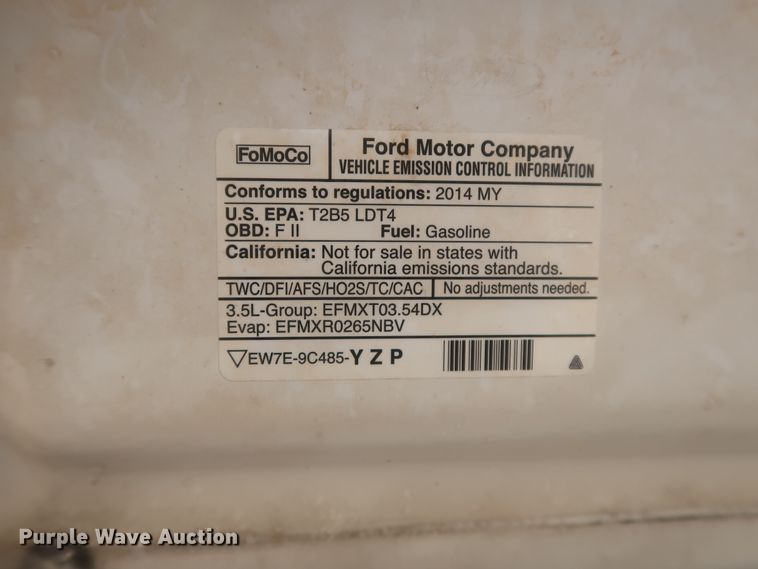 FoMoCo
Ford Motor Company
VEHICLE EMISSION CONTROL INFORMATION
Conforms to regulations: 2014 MY
U.S. EPA: T2B5 LDT4
OBD: F II Fuel: Gasoline
California: Not for sale in states with
California emissions standards.
TWC/DFI/AFS/HO2S/TC/CAC No adjustments needed.
3.5L-Group: EFMXT03.54DX
Evap: EFMXR0265NBV
EW7E-9C485-Y Z P
Purple Wave Auction